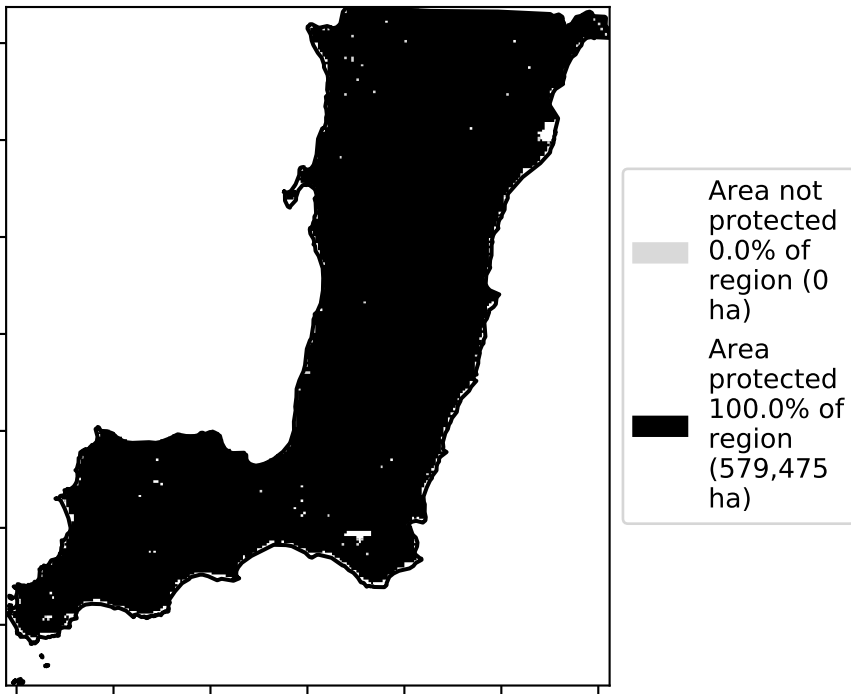 Area not
protected
0.0% of
region (0
ha)
Area
protected
100.0% of
region
(579,475
ha)